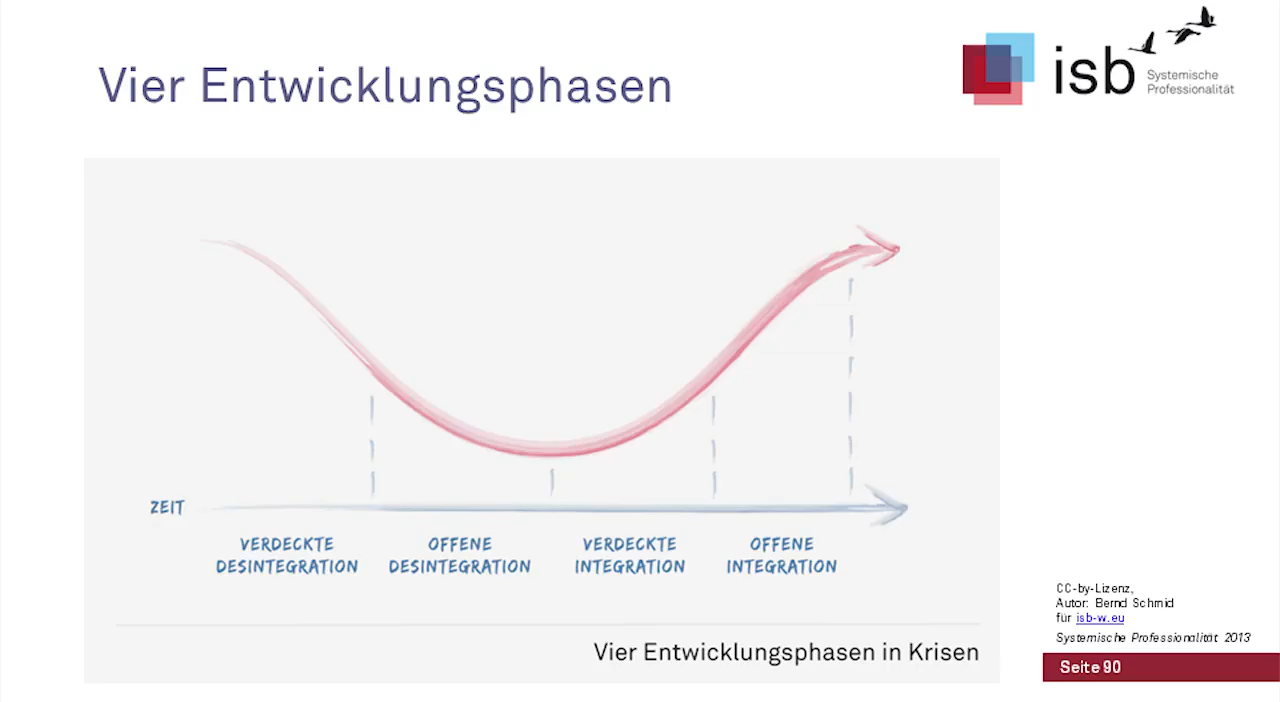 Vier Entwicklungsphasen
isb
Systemische
Professionalität
ZEIT
VERDECKTE
DESINTEGRATION
OFFENE
DESINTEGRATION
VERDECKTE
INTEGRATION
OFFENE
INTEGRATION
Vier Entwicklungsphasen in Krisen
CC-by-Lizenz,
Autor: Bernd Schmid
für isb-w.eu
Systemische Professionalität 2013
Seite 90